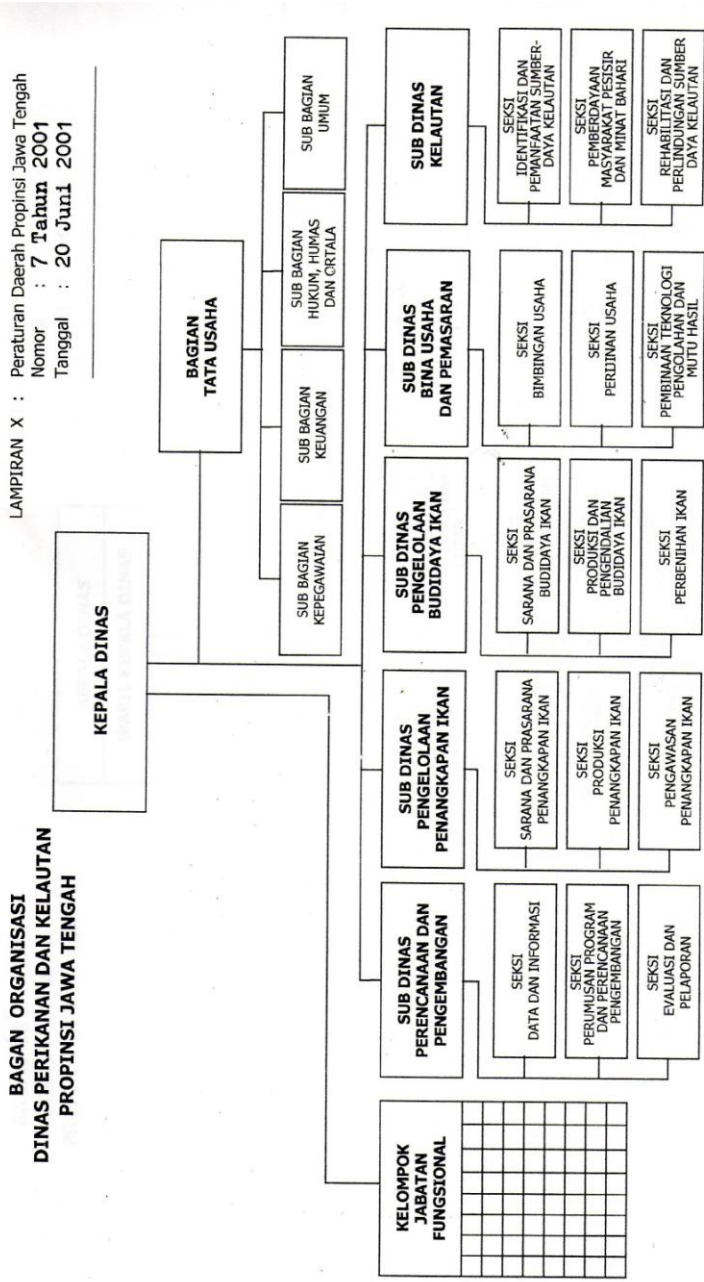 BAGAN ORGANISASI
DINAS PERIKANAN DAN KELAUTAN
PROPINSI JAWA TENGAH
LAMPIRAN X : Peraturan Daerah Propinsi Jawa Tengah
Nomor : 7 Tahun 2001
Tanggal : 20 Juni 2001
KEPALA DINAS
BAGIAN
TATA USAHA
SUB BAGIAN
KEPEGAWAIAN
SUB BAGIAN
KEUANGAN
SUB BAGIAN
HUKUM, HUMAS
DAN ORTALA
SUB BAGIAN
UMUM
KELOMPOK
JABATAN
FUNGSIONAL
SUB DINAS
PERENCANAAN DAN
PENGEMBANGAN
SEKSI
DATA DAN INFORMASI
SEKSI
PERUMUSAN PROGRAM
DAN PERENCANAAN
PENGEMBANGAN
SEKSI
EVALUASI DAN
PELAPORAN
SUB DINAS
PENGELOLAAN
PENANGKAPAN IKAN
SEKSI
SARANA DAN PRASARANA
PENANGKAPAN IKAN
SEKSI
PRODUKSI
PENANGKAPAN IKAN
SEKSI
PENGAWASAN
PENANGKAPAN IKAN
SUB DINAS
PENGELOLAAN
BUDIDAYA IKAN
SEKSI
SARANA DAN PRASARANA
BUDIDAYA IKAN
SEKSI
PRODUKSI DAN
PENGENDALIAN
BUDIDAYA IKAN
SEKSI
PERBENIHAN IKAN
SUB DINAS
BINA USAHA
DAN PEMASARAN
SEKSI
BIMBINGAN USAHA
SEKSI
PERIJINAN USAHA
SEKSI
PEMBINAAN TEKNOLOGI
PENGOLAHAN DAN
MUTU HASIL
SUB DINAS
KELAUTAN
SEKSI
IDENTIFIKASI DAN
PEMANFAATAN SUMBER-
DAYA KELAUTAN
SEKSI
PEMBERDAYAAN
MASYARAKAT PESISIR
DAN MINAT BAHARI
SEKSI
REHABILITASI DAN
PERLINDUNGAN SUMBER
DAYA KELAUTAN